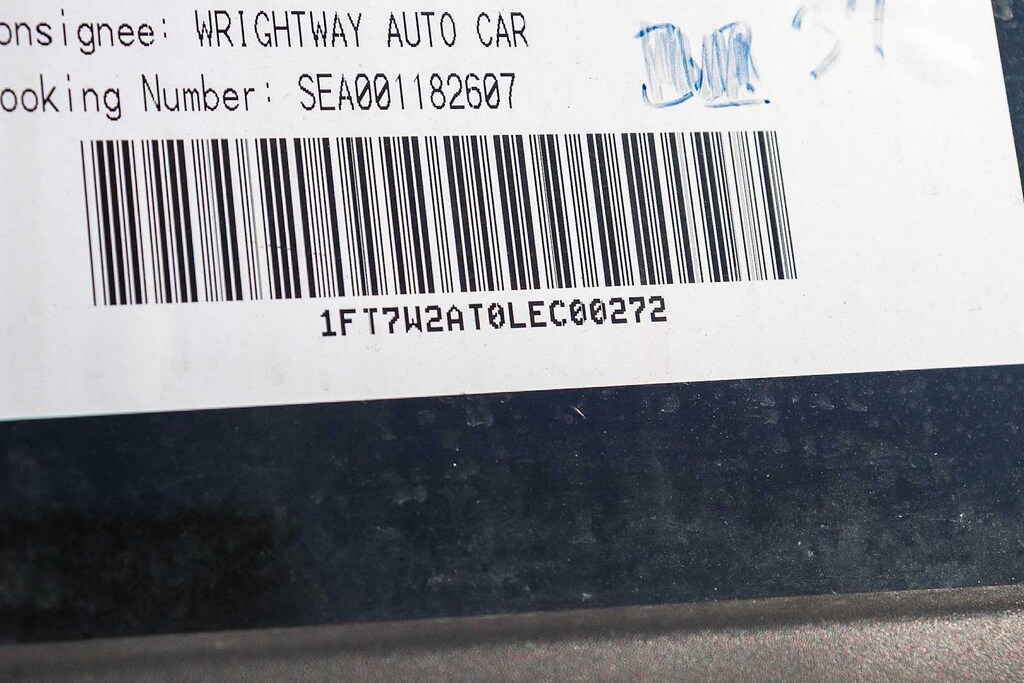 onsignee: WRIGHTWAY AUTO CAR
ooking Number: SEA001182607
1FT7W2AT0LEC00272